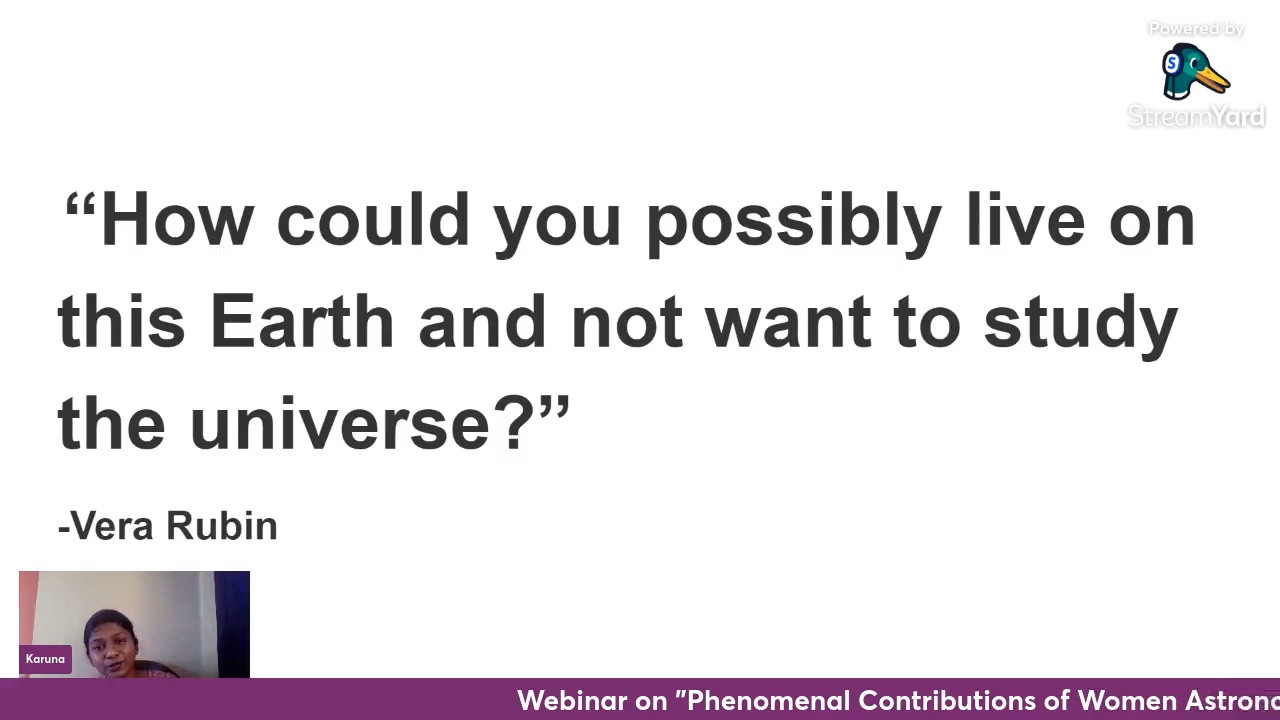 Powered by
S
StreamYard
“How could you possibly live on
this Earth and not want to study
the universe?”
-Vera Rubin
Karuna
Webinar on "Phenomenal Contributions of Women Astrono